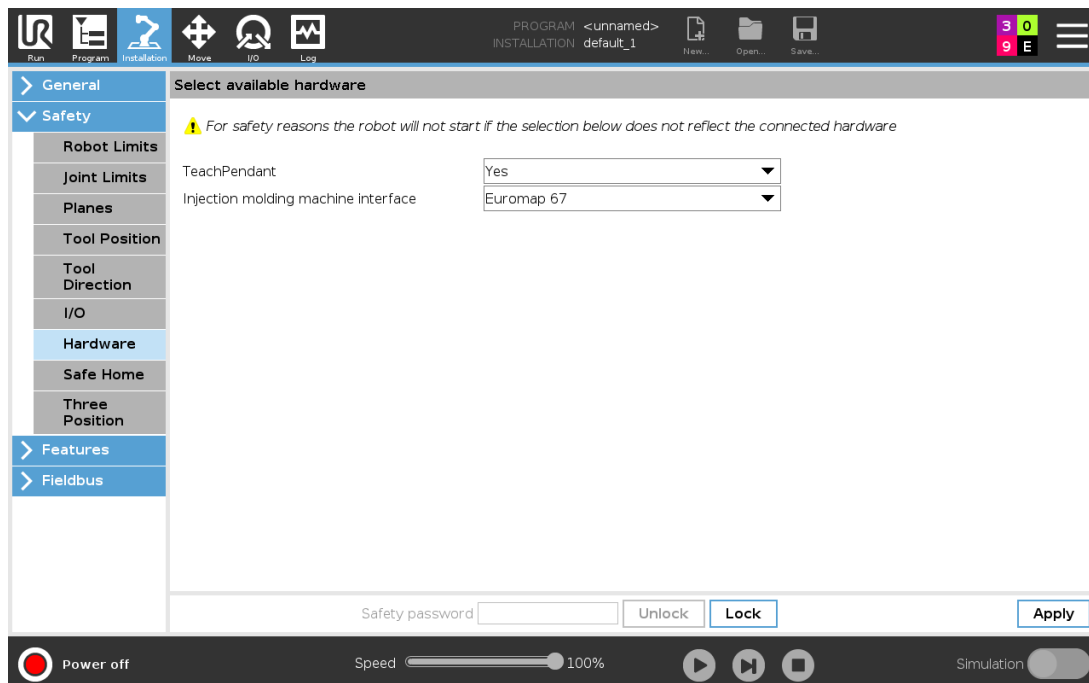 UR
PROGRAM <unnamed>
INSTALLATION default_1
Run
Program
Installation
Move
I/O
Log
New...
Open...
Save...
3 0
9 E
General
Safety
Robot Limits
Joint Limits
Planes
Tool Position
Tool
Direction
I/O
Hardware
Safe Home
Three
Position
Features
Fieldbus
Select available hardware
For safety reasons the robot will not start if the selection below does not reflect the connected hardware
TeachPendant Yes
Injection molding machine interface Euromap 67
Safety password Unlock Lock Apply
Power off Speed 100% Simulation